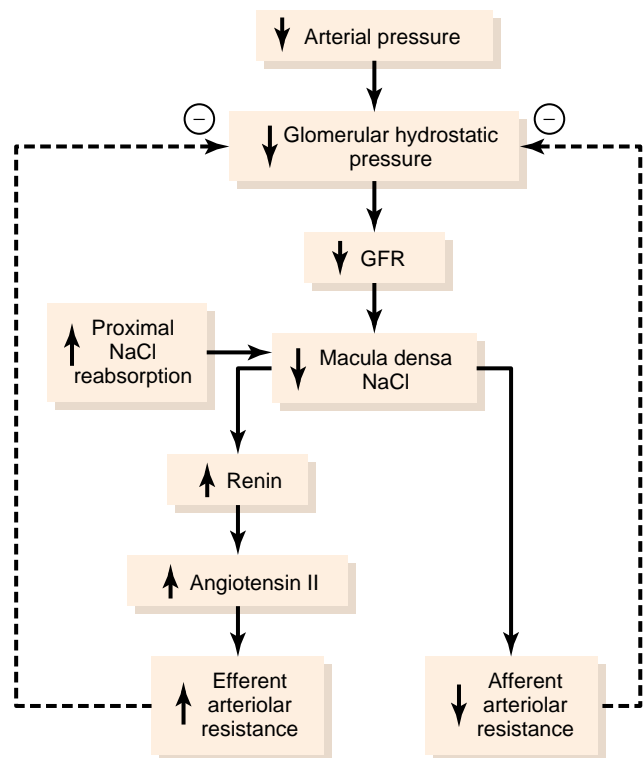 Arterial pressure
−
−
Glomerular hydrostatic
pressure
GFR
Proximal
NaCl
reabsorption
Macula densa
NaCl
Renin
Angiotensin II
Efferent
arteriolar
resistance
Afferent
arteriolar
resistance